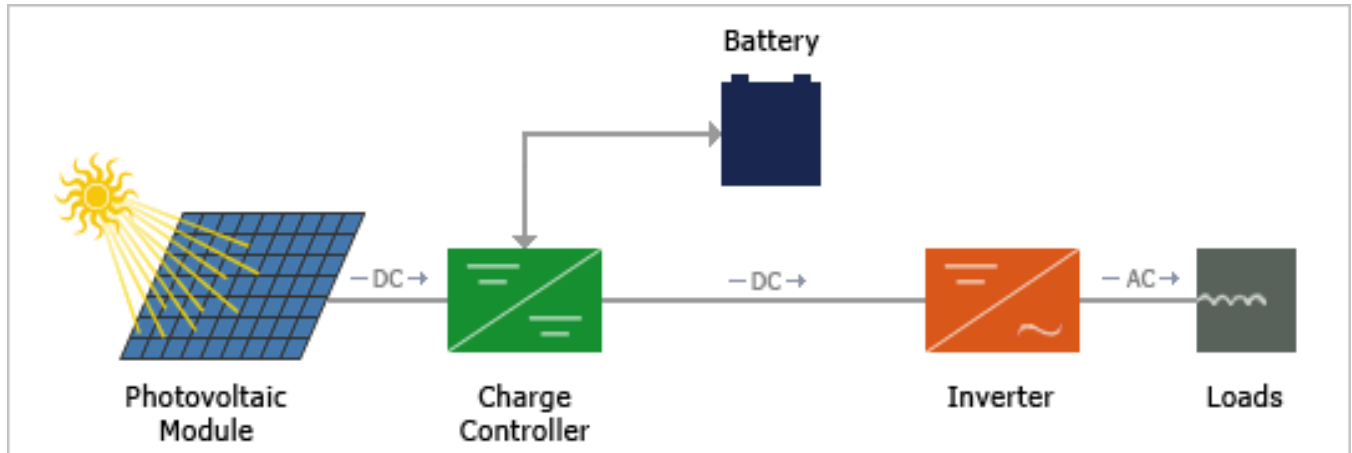 Battery
– DC →
– DC →
– AC →
Photovoltaic
Module
Charge
Controller
Inverter
Loads